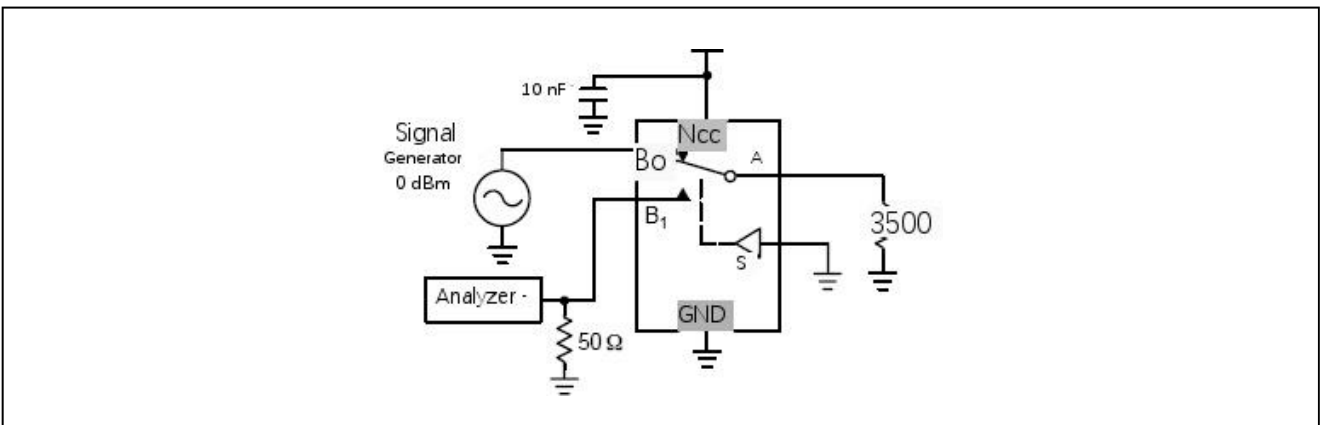 10 nF
Signal
Generator
0 dBm
Ncc
Bo
A
B₁
3500
S
Analyzer -
GND
50 Ω